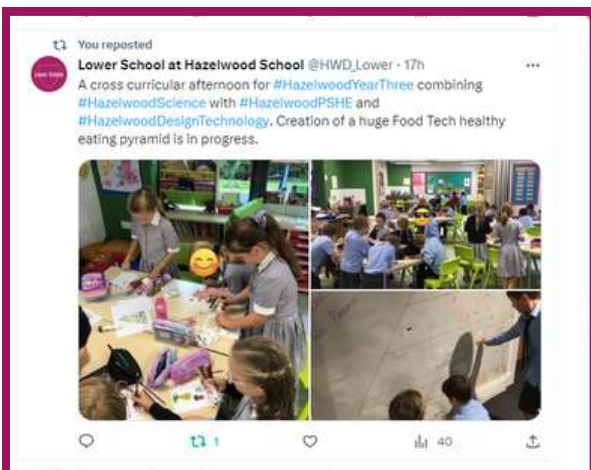 You reposted
Lower School at Hazelwood School @HWD_Lower · 17h
A cross curricular afternoon for #HazelwoodYearThree combining
#HazelwoodScience with #HazelwoodPSHE and
#HazelwoodDesignTechnology. Creation of a huge Food Tech healthy
eating pyramid is in progress.
1
40